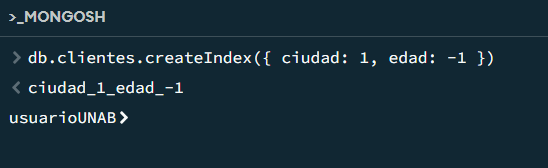 >_MONGOSH
> db.clientes.createIndex({ ciudad: 1, edad: -1 })
< ciudad_1_edad_-1
usuarioUNAB>